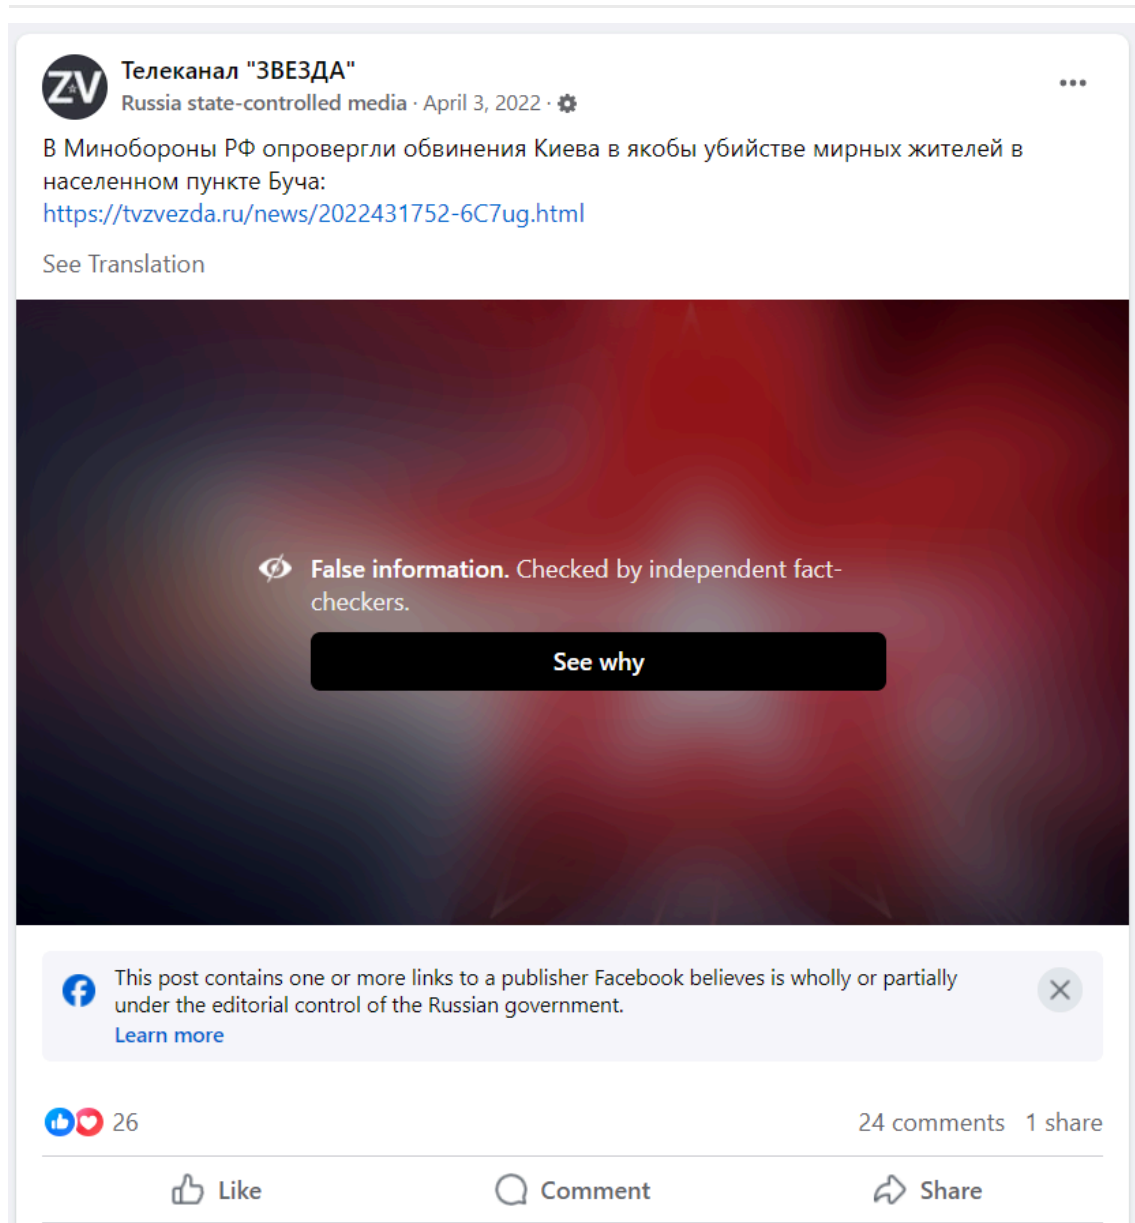 ZV
Телеканал "ЗВЕЗДА"
Russia state-controlled media · April 3, 2022 ·
В Минобороны РФ опровергли обвинения Киева в якобы убийстве мирных жителей в
населенном пункте Буча:
https://tvzvezda.ru/news/2022431752-6C7ug.html
See Translation
False information. Checked by independent fact-
checkers.
See why
This post contains one or more links to a publisher Facebook believes is wholly or partially
under the editorial control of the Russian government.
Learn more
26
24 comments 1 share
Like Comment Share